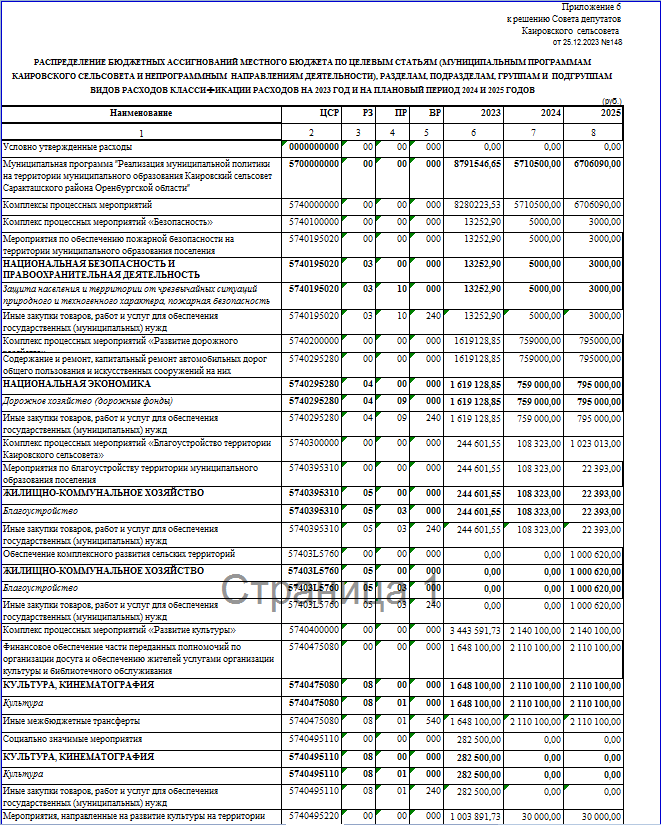 Приложение 6
к решению Совета депутатов
Каировского сельсовета
от 25.12.2023 №148
РАСПРЕДЕЛЕНИЕ БЮДЖЕТНЫХ АССИГНОВАНИЙ МЕСТНОГО БЮДЖЕТА ПО ЦЕЛЕВЫМ СТАТЬЯМ (МУНИЦИПАЛЬНЫМ ПРОГРАММАМ
КАИРОВСКОГО СЕЛЬСОВЕТА И НЕПРОГРАММНЫМ НАПРАВЛЕНИЯМ ДЕЯТЕЛЬНОСТИ), РАЗДЕЛАМ, ПОДРАЗДЕЛАМ, ГРУППАМ И ПОДГРУППАМ
ВИДОВ РАСХОДОВ КЛАССИФИКАЦИИ РАСХОДОВ НА 2023 ГОД И НА ПЛАНОВЫЙ ПЕРИОД 2024 И 2025 ГОДОВ
(руб.)
Наименование ЦСР РЗ ПР ВР 2023 2024 2025
1 2 3 4 5 6 7 8
Условно утвержденные расходы 0000000000 00 00 000 0,00 0,00 0,00
Муниципальная программа "Реализация муниципальной политики 5700000000 00 00 000 8791546,65 5710500,00 6706090,00
на территории муниципального образования Каировский сельсовет
Саракташского района Оренбургской области"
Комплексы процессных мероприятий 5740000000 00 00 000 8280223,53 5710500,00 6706090,00
Комплекс процессных мероприятий «Безопасность» 5740100000 00 00 000 13252,90 5000,00 3000,00
Мероприятия по обеспечению пожарной безопасности на 5740195020 00 00 000 13252,90 5000,00 3000,00
территории муниципального образования поселения
НАЦИОНАЛЬНАЯ БЕЗОПАСНОСТЬ И 5740195020 03 00 000 13252,90 5000,00 3000,00
ПРАВООХРАНИТЕЛЬНАЯ ДЕЯТЕЛЬНОСТЬ
Защита населения и территории от чрезвычайных ситуаций 5740195020 03 10 000 13252,90 5000,00 3000,00
природного и техногенного характера, пожарная безопасность
Иные закупки товаров, работ и услуг для обеспечения 5740195020 03 10 240 13252,90 5000,00 3000,00
государственных (муниципальных) нужд
Комплекс процессных мероприятий «Развитие дорожного 5740200000 00 00 000 1619128,85 759000,00 795000,00
Содержание и ремонт, капитальный ремонт автомобильных дорог 5740295280 00 00 000 1619128,85 759000,00 795000,00
общего пользования и искусственных сооружений на них
НАЦИОНАЛЬНАЯ ЭКОНОМИКА 5740295280 04 00 000 1 619 128,85 759 000,00 795 000,00
Дорожное хозяйство (дорожные фонды) 5740295280 04 09 000 1 619 128,85 759 000,00 795 000,00
Иные закупки товаров, работ и услуг для обеспечения 5740295280 04 09 240 1 619 128,85 759 000,00 795 000,00
государственных (муниципальных) нужд
Комплекс процессных мероприятий «Благоустройство территории 5740300000 00 00 000 244 601,55 108 323,00 1 023 013,00
Каировского сельсовета»
Мероприятия по благоустройству территории муниципального 5740395310 00 00 000 244 601,55 108 323,00 22 393,00
образования поселения
ЖИЛИЩНО-КОММУНАЛЬНОЕ ХОЗЯЙСТВО 5740395310 05 00 000 244 601,55 108 323,00 22 393,00
Благоустройство 5740395310 05 03 000 244 601,55 108 323,00 22 393,00
Иные закупки товаров, работ и услуг для обеспечения 5740395310 05 03 240 244 601,55 108 323,00 22 393,00
государственных (муниципальных) нужд
Обеспечение комплексного развития сельских территорий 57403L5760 00 00 000 0,00 0,00 1 000 620,00
ЖИЛИЩНО-КОММУНАЛЬНОЕ ХОЗЯЙСТВО 57403L5760 05 00 000 0,00 0,00 1 000 620,00
Благоустройство 57403L5760 05 03 000 0,00 0,00 1 000 620,00
Страница 1
Иные закупки товаров, работ и услуг для обеспечения 57403L5760 05 03 240 0,00 0,00 1 000 620,00
государственных (муниципальных) нужд
Комплекс процессных мероприятий «Развитие культуры» 5740400000 00 00 000 3 443 591,73 2 140 100,00 2 140 100,00
Финансовое обеспечение части переданных полномочий по 5740475080 00 00 000 1 648 100,00 2 110 100,00 2 110 100,00
организации досуга и обеспечению жителей услугами организации
культуры и библиотечного обслуживания
КУЛЬТУРА, КИНЕМАТОГРАФИЯ 5740475080 08 00 000 1 648 100,00 2 110 100,00 2 110 100,00
Культура 5740475080 08 01 000 1 648 100,00 2 110 100,00 2 110 100,00
Иные межбюджетные трансферты 5740475080 08 01 540 1 648 100,00 2 110 100,00 2 110 100,00
Социально значимые мероприятия 5740495110 00 00 000 282 500,00 0,00 0,00
КУЛЬТУРА, КИНЕМАТОГРАФИЯ 5740495110 08 00 000 282 500,00 0,00 0,00
Культура 5740495110 08 01 000 282 500,00 0,00 0,00
Иные закупки товаров, работ и услуг для обеспечения 5740495110 08 01 240 282 500,00 0,00 0,00
государственных (муниципальных) нужд
Мероприятия, направленные на развитие культуры на территории 5740495220 00 00 000 1 003 891,73 30 000,00 30 000,00